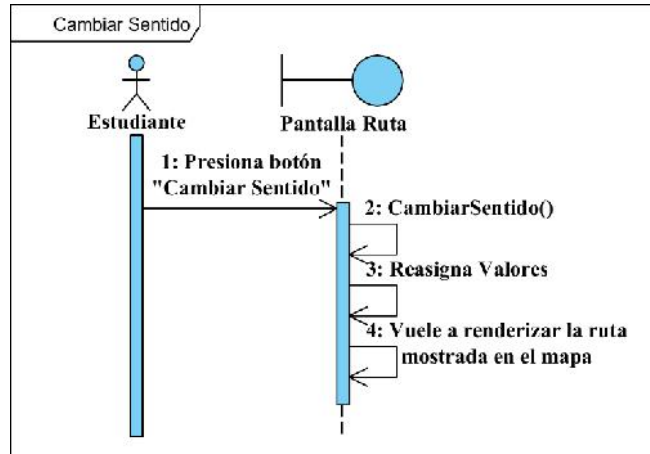 Cambiar Sentido
Estudiante
Pantalla Ruta
1: Presiona botón
"Cambiar Sentido"
2: CambiarSentido()
3: Reasigna Valores
4: Vuele a renderizar la ruta
mostrada en el mapa